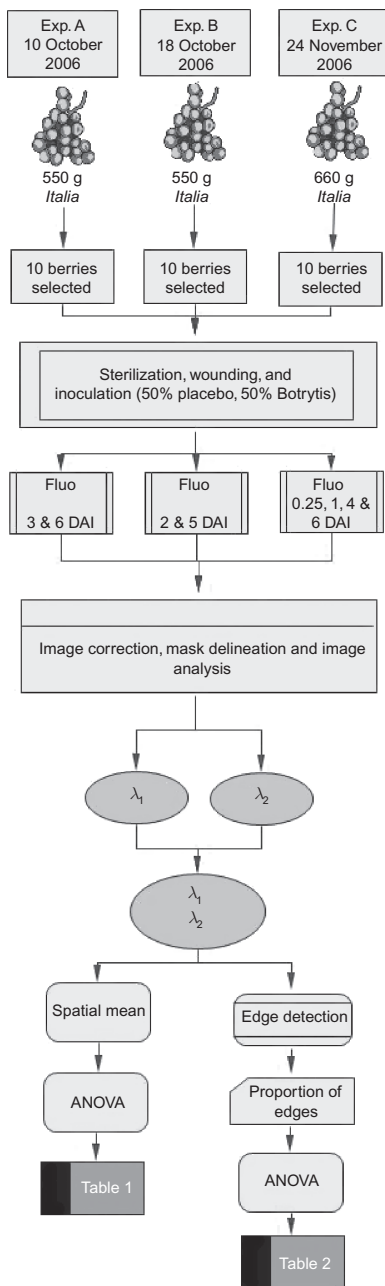 Exp. A
10 October
2006
Exp. B
18 October
2006
Exp. C
24 November
2006
550 g
Italia
550 g
Italia
660 g
Italia
10 berries
selected
10 berries
selected
10 berries
selected
Sterilization, wounding, and
inoculation (50% placebo, 50% Botrytis)
Fluo
3 & 6 DAI
Fluo
2 & 5 DAI
Fluo
0.25, 1, 4 &
6 DAI
Image correction, mask delineation and image
analysis
λ1
λ2
λ1
λ2
Spatial mean
Edge detection
ANOVA
Proportion of
edges
Table 1
ANOVA
Table 2